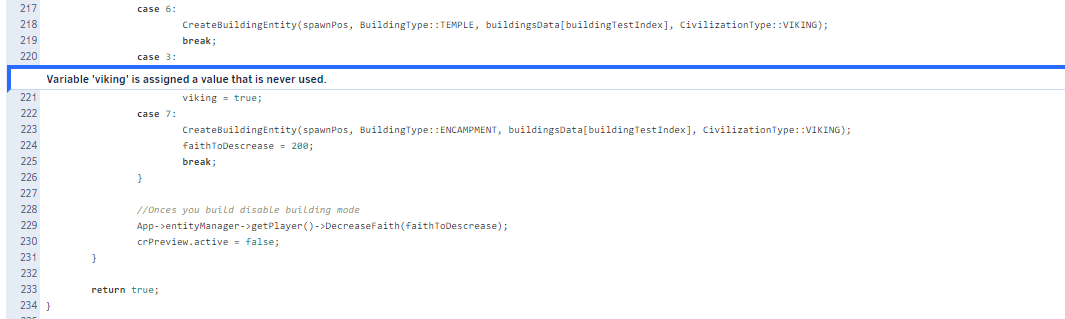 217 case 6:
218 CreateBuildingEntity(spawnPos, BuildingType::TEMPLE, buildingsData[buildingTestIndex], CivilizationType::VIKING);
219 break;
220 case 3:
Variable 'viking' is assigned a value that is never used.
221 viking = true;
222 case 7:
223 CreateBuildingEntity(spawnPos, BuildingType::ENCAMPMENT, buildingsData[buildingTestIndex], CivilizationType::VIKING);
224 faithToDescrease = 200;
225 break;
226 }
227
228 //Onces you build disable building mode
229 App->entityManager->getPlayer()->DecreaseFaith(faithToDescrease);
230 crPreview.active = false;
231 }
232
233 return true;
234 }